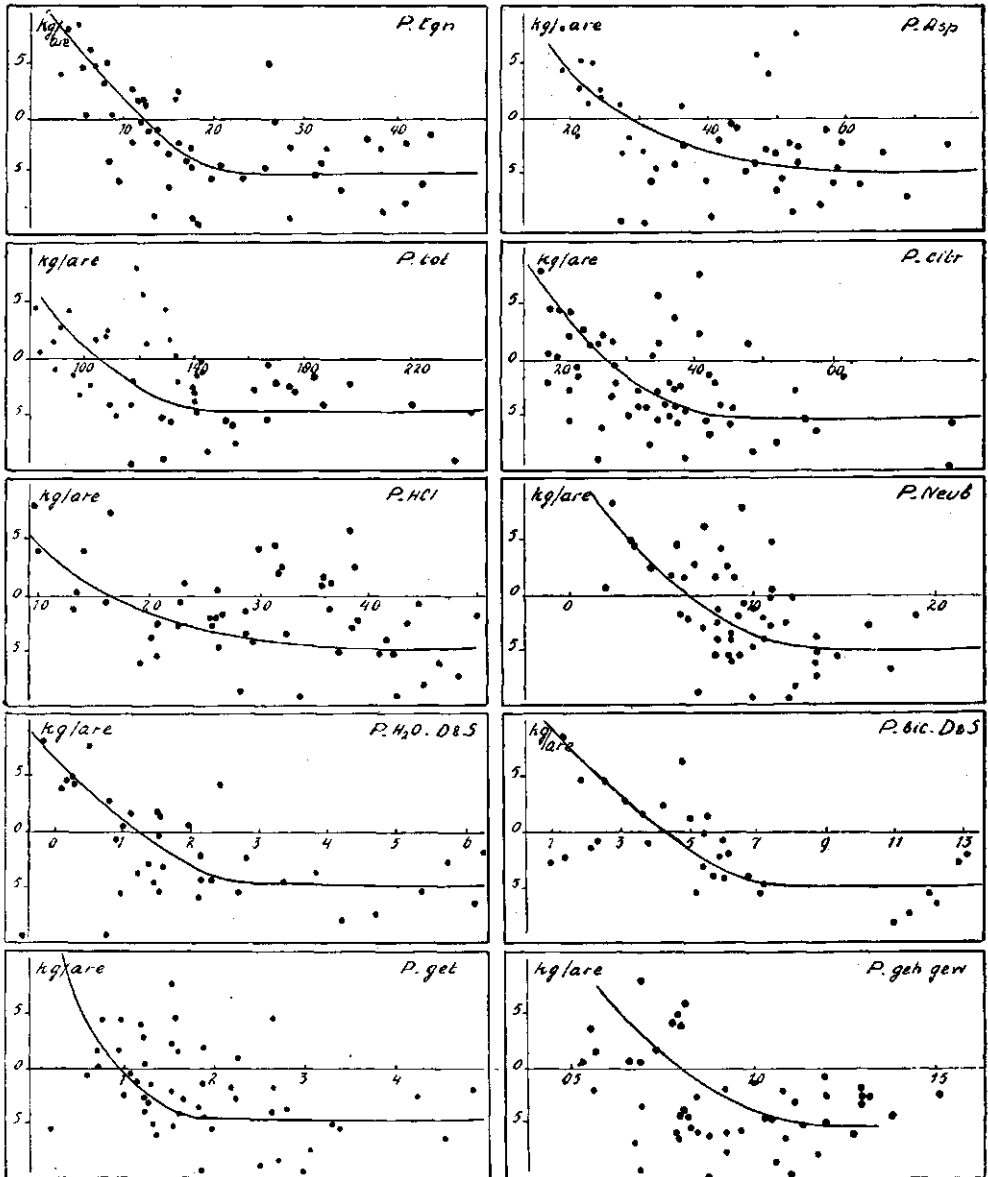 kg/are P. Egn
5
0
10 20 30 40
5
kg/are P. Asp
5
0
20 40 60
5
kg/are P. tot
5
0
100 140 180 220
5
kg/are P. citr
5
0
20 40 60
5
kg/are P. HCl
5
0
10 20 30 40
5
kg/are P. Neub
5
0 10 20
5
kg/are P. H₂O. D&S
5
0
0 1 2 3 4 5 6
5
kg/are P. bic. D&S
5
0
1 3 5 7 9 11 13
5
kg/are P. get
5
0
1 2 3 4
5
kg/are P. geh gew
5
0
05 10 15
5